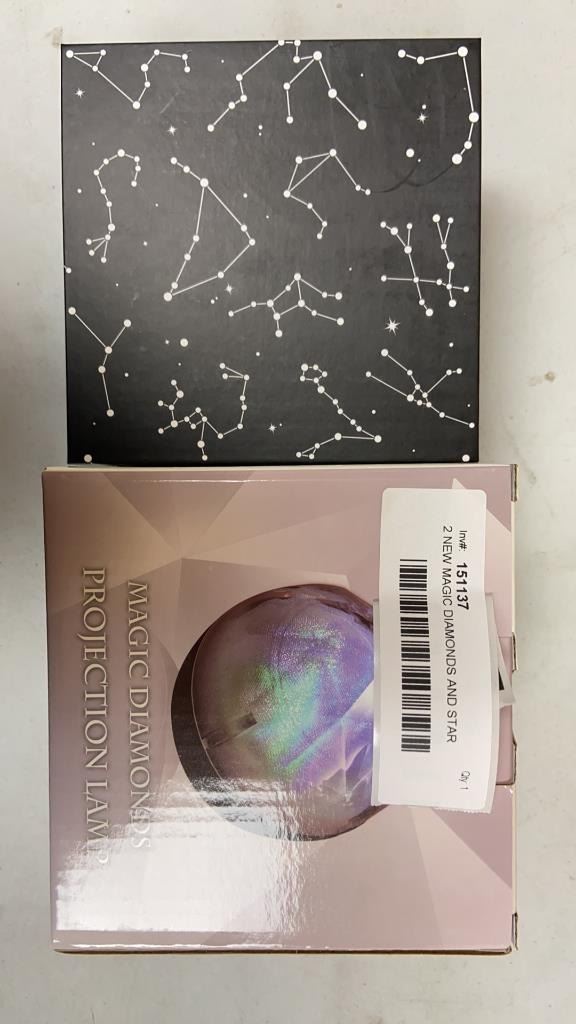 Inv#: 151137
2 NEW MAGIC DIAMONDS AND STAR
Qty 1
MAGIC DIAMONDS
PROJECTION LAMP